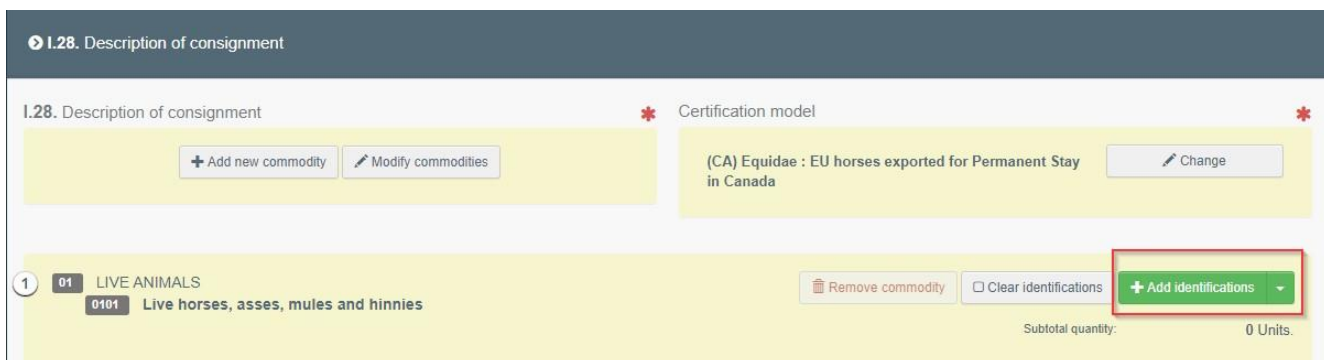 I.28. Description of consignment
I.28. Description of consignment *
Certification model *
Add new commodity
Modify commodities
(CA) Equidae : EU horses exported for Permanent Stay
in Canada
Change
1
01 LIVE ANIMALS
0101 Live horses, asses, mules and hinnies
Remove commodity
Clear identifications
Add identifications
Subtotal quantity: 0 Units.